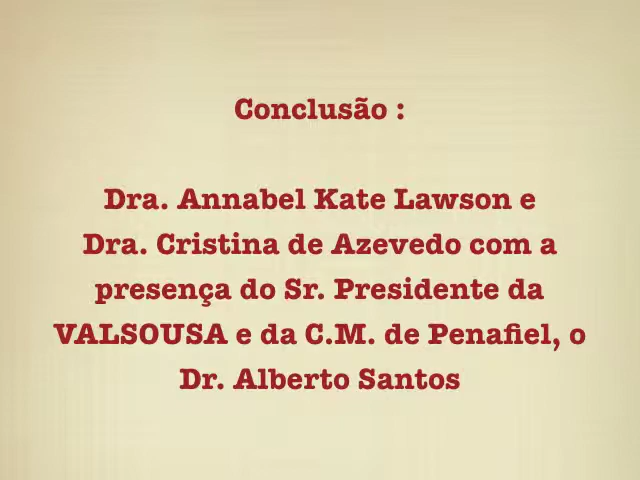 Conclusão :
Dra. Annabel Kate Lawson e
Dra. Cristina de Azevedo com a
presença do Sr. Presidente da
VALSOUSA e da C.M. de Penafiel, o
Dr. Alberto Santos